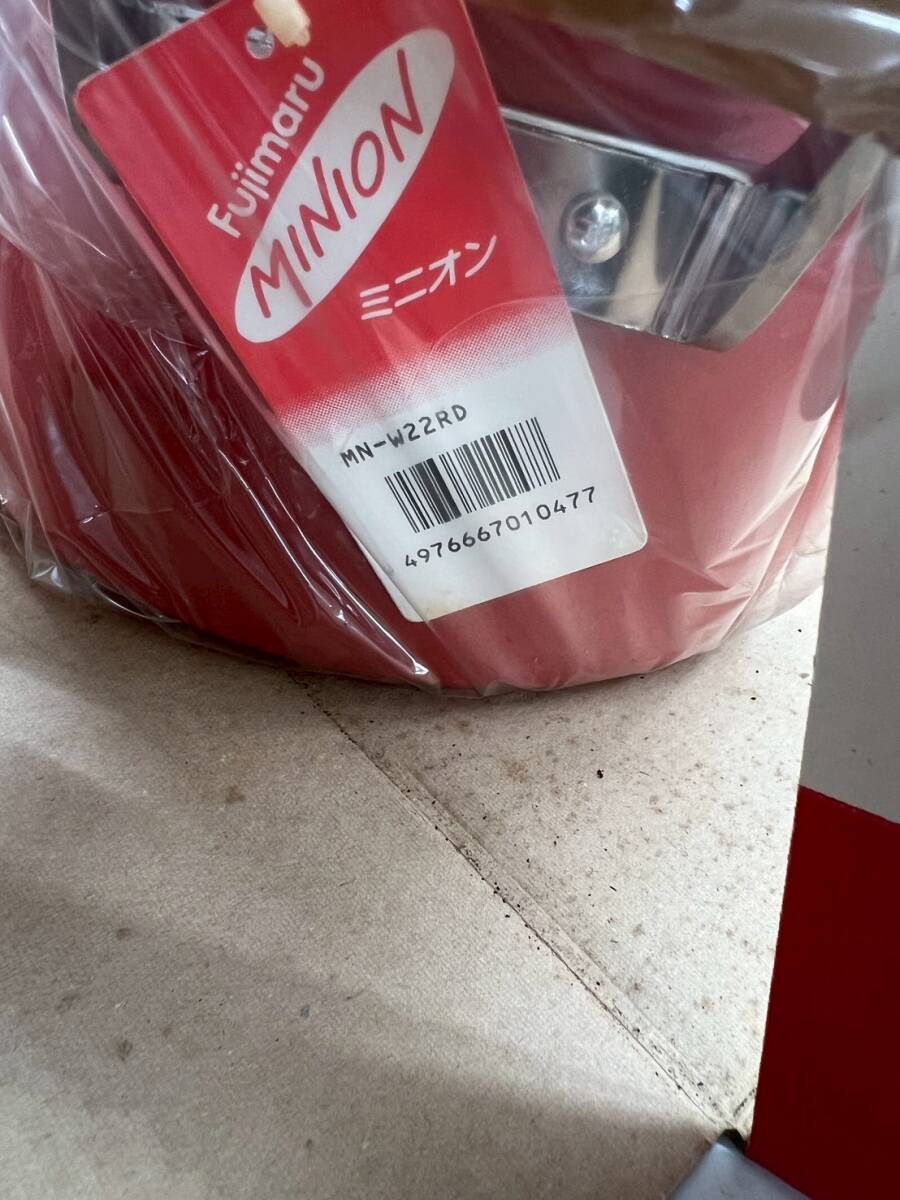 Fujimaru
MINION
ミニオン
MN-W22RD
4976667010477